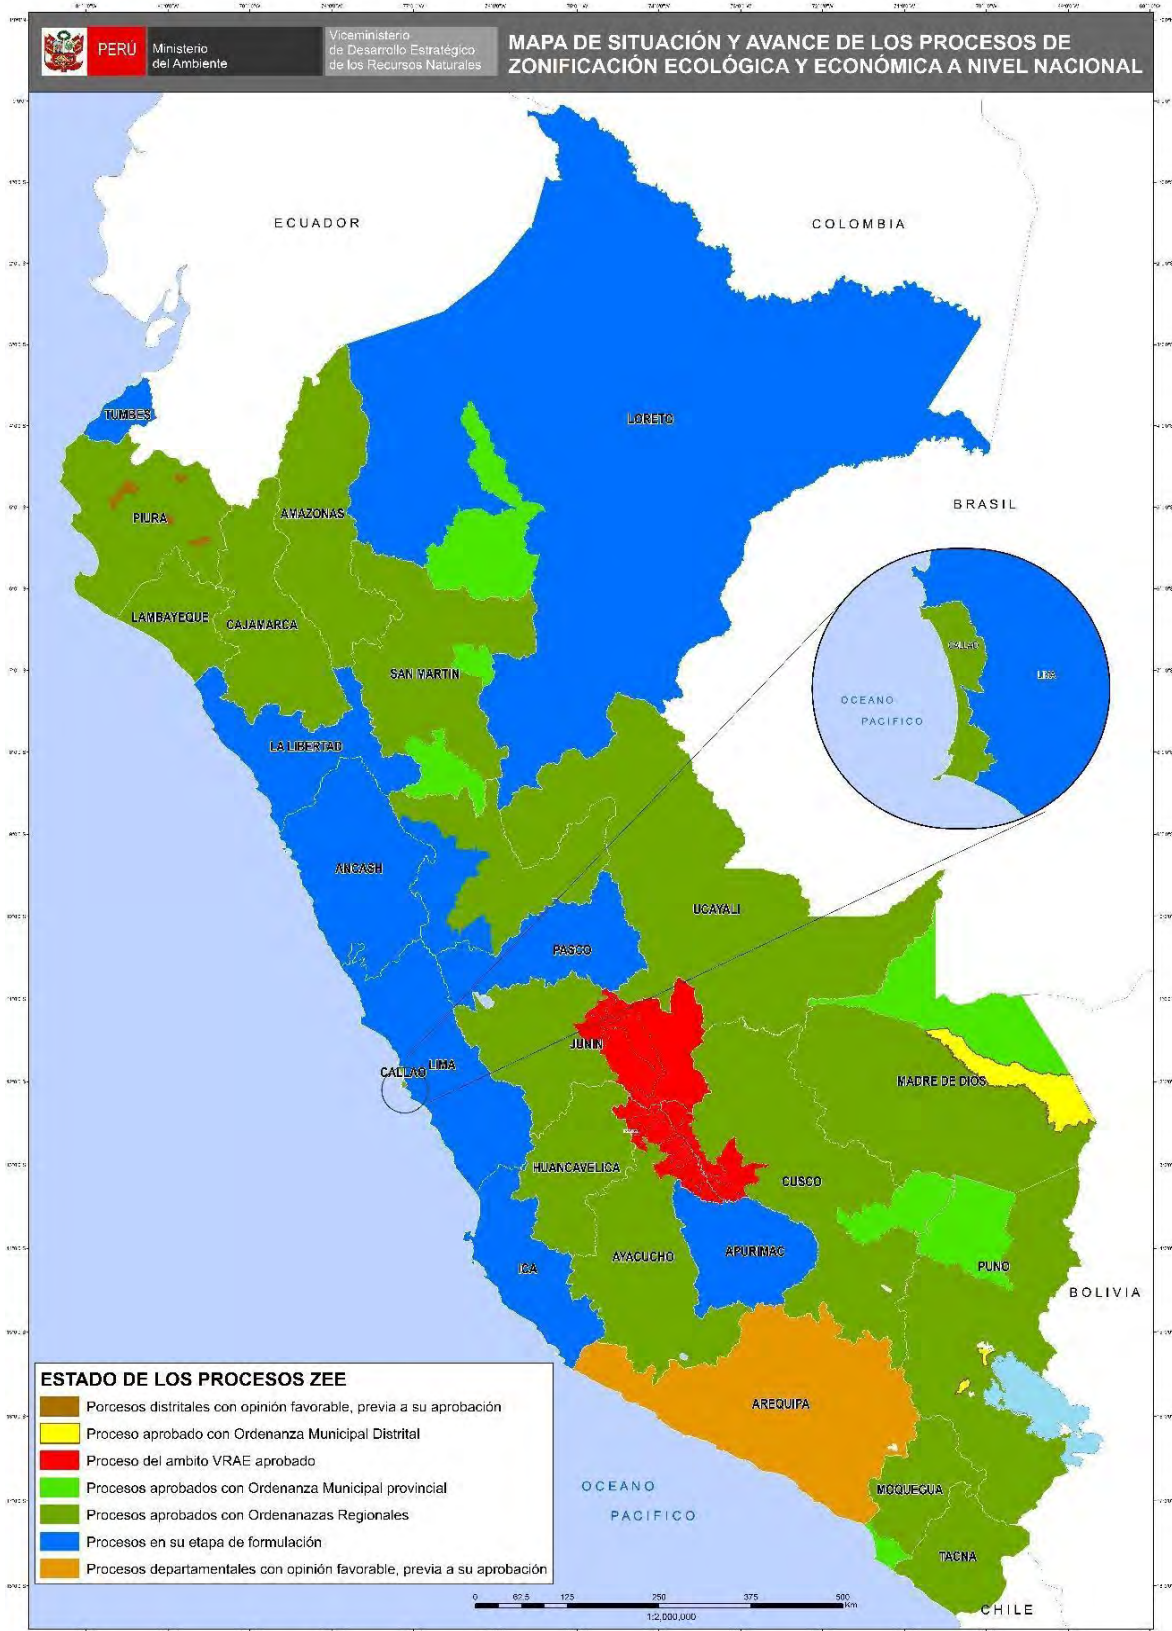 PERÚ
Ministerio
del Ambiente
Viceministerio
de Desarrollo Estratégico
de los Recursos Naturales
MAPA DE SITUACIÓN Y AVANCE DE LOS PROCESOS DE
ZONIFICACIÓN ECOLÓGICA Y ECONÓMICA A NIVEL NACIONAL
ECUADOR
COLOMBIA
TUMBES
LORETO
BRASIL
PIURA
AMAZONAS
LAMBAYEQUE
CAJAMARCA
SAN MARTIN
CALLAO
LIMA
OCEANO
PACIFICO
LA LIBERTAD
ANCASH
UCAYALI
PASCO
JUNIN
LIMA
CALLAO
MADRE DE DIOS
HUANCAVELICA
CUSCO
AYACUCHO
APURIMAC
PUNO
ICA
BOLIVIA
AREQUIPA
MOQUEGUA
TACNA
CHILE
OCEANO
PACIFICO
ESTADO DE LOS PROCESOS ZEE
Porcesos distritales con opinión favorable, previa a su aprobación
Proceso aprobado con Ordenanza Municipal Distrital
Proceso del ambito VRAE aprobado
Procesos aprobados con Ordenanza Municipal provincial
Procesos aprobados con Ordenanazas Regionales
Procesos en su etapa de formulación
Procesos departamentales con opinión favorable, previa a su aprobación
0 62.5 125 250 375 500
Km
1:2,000,000